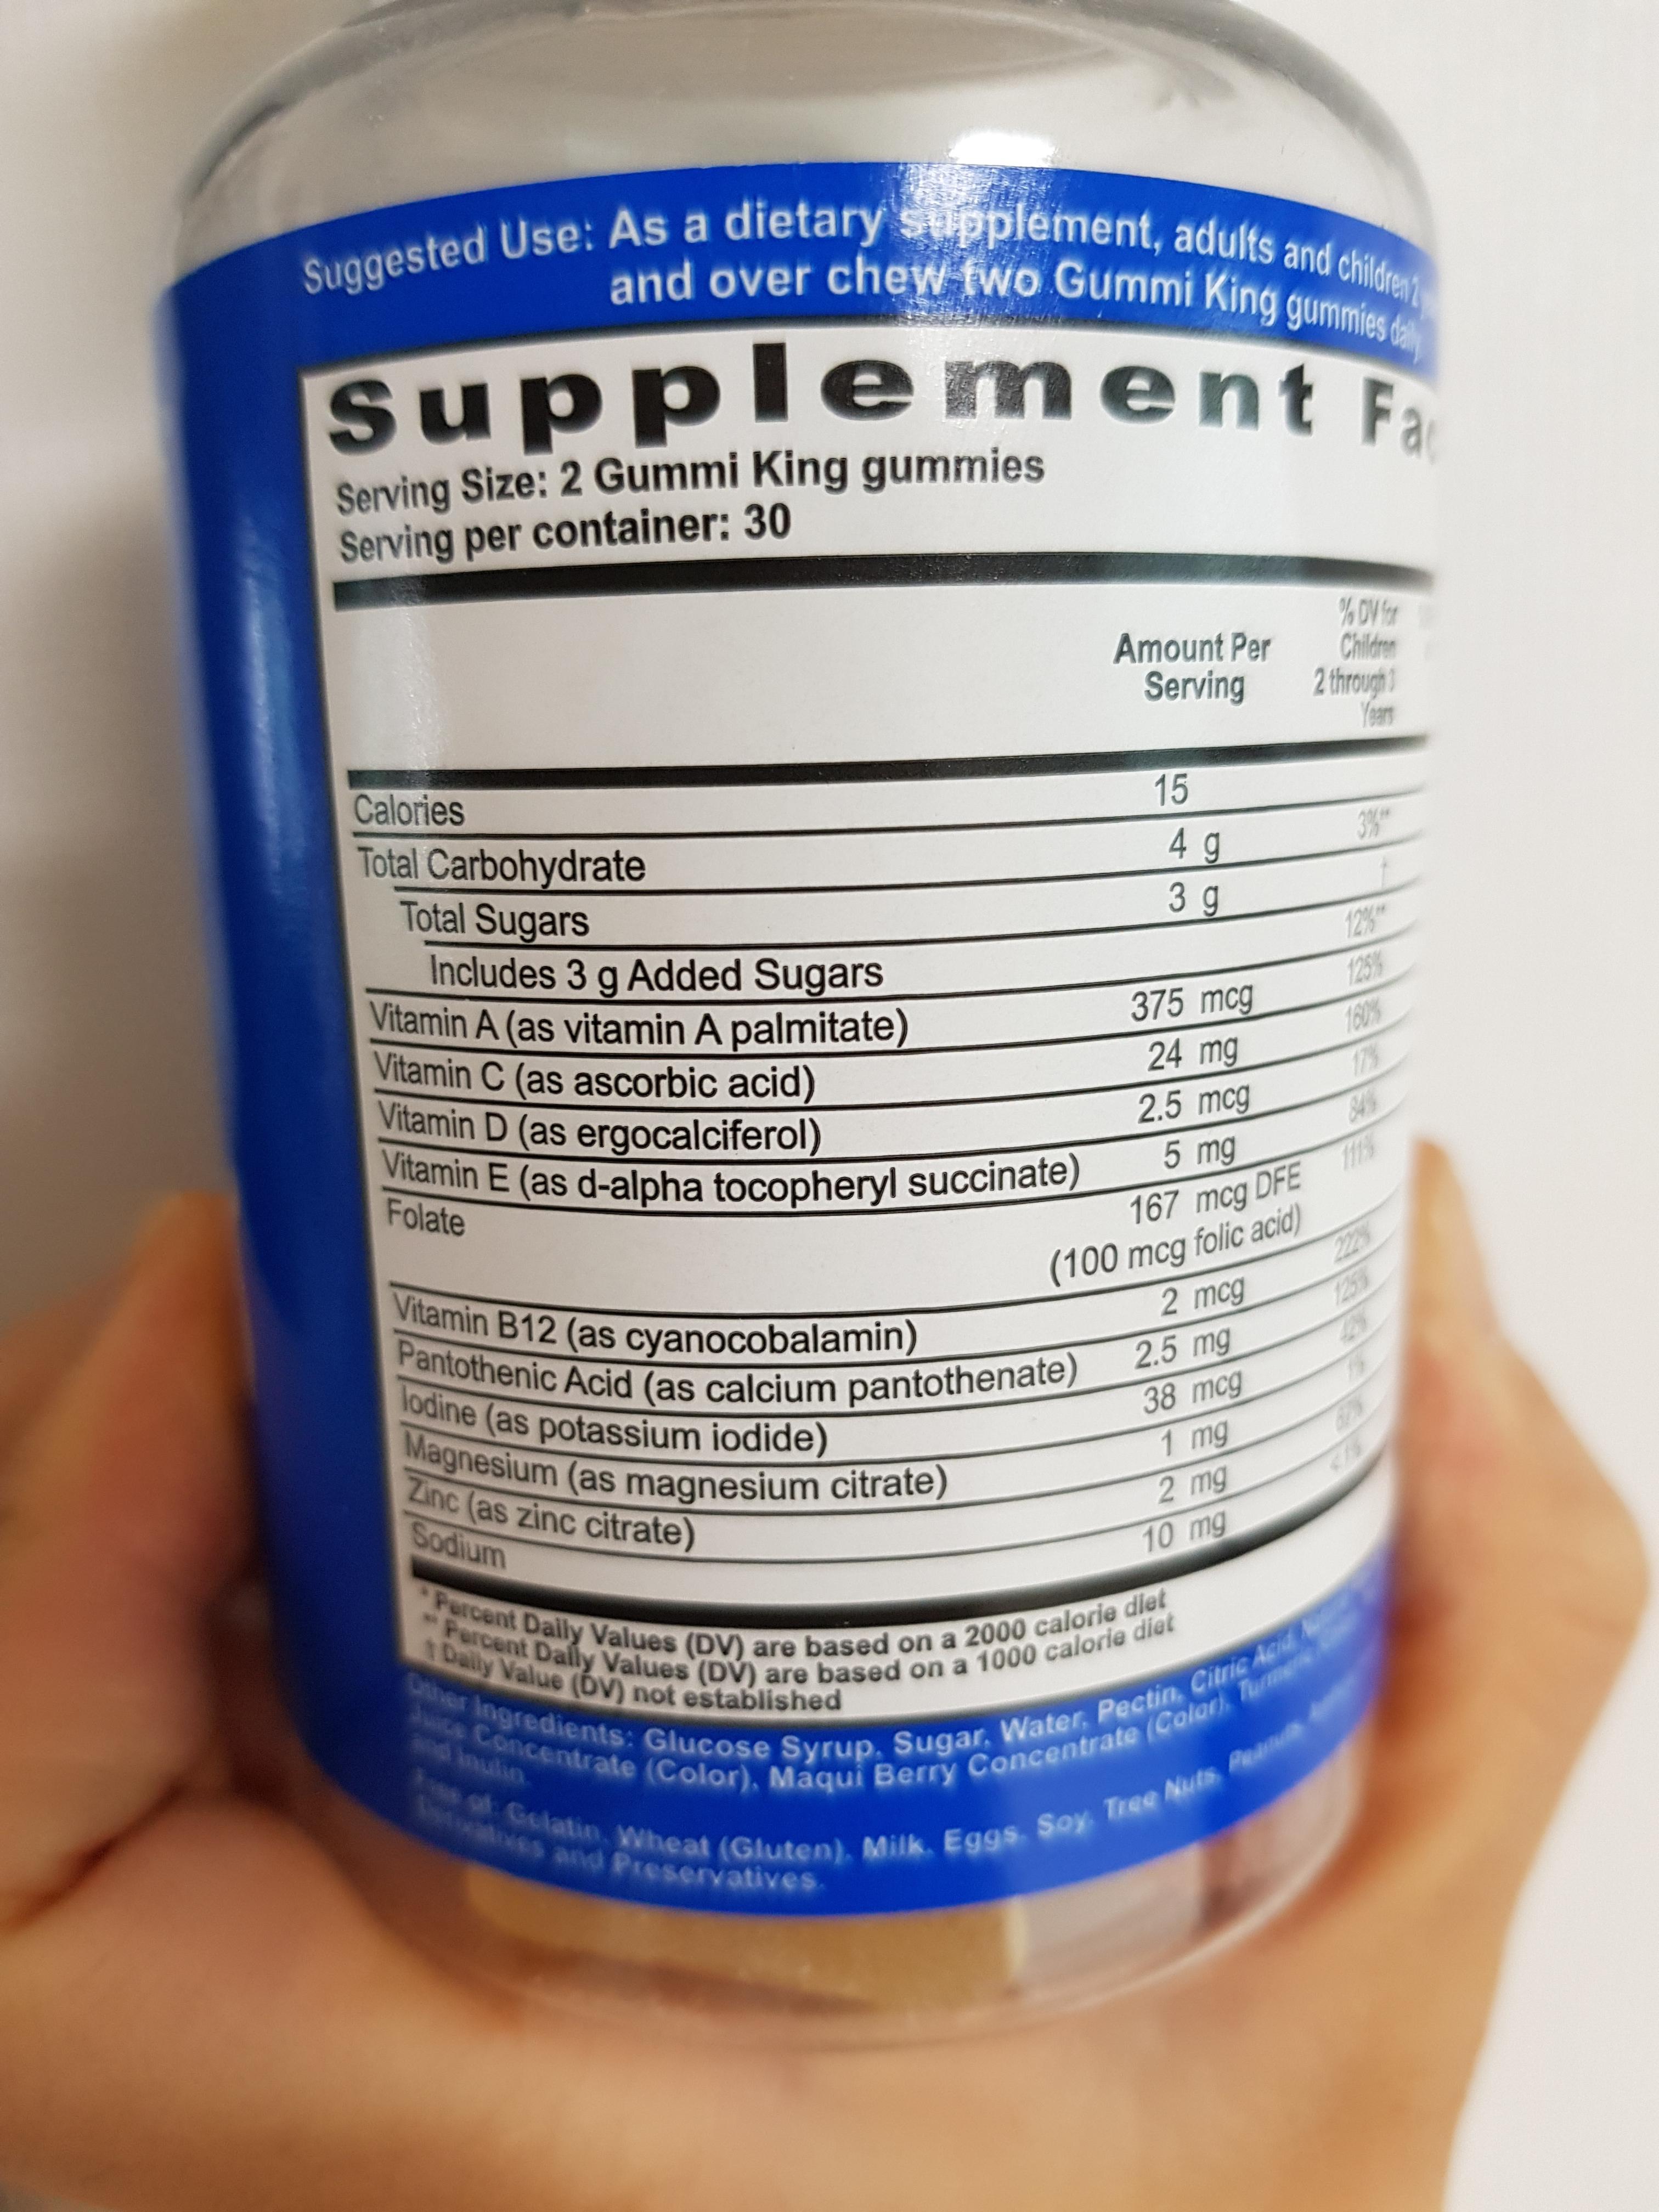 Suggested Use: As a dietary supplement, adults and children 2
and over chew two Gummi King gummies daily
Supplement
Serving Size: 2 Gummi King gummies
Serving per container: 30
Amount Per
Serving
% DV for
Children
2 through 3
Years
Calories 15
Total Carbohydrate 4 g 3%**
Total Sugars 3 g †
Includes 3 g Added Sugars 12%**
Vitamin A (as vitamin A palmitate) 375 mcg 125%
Vitamin C (as ascorbic acid) 24 mg 160%
Vitamin D (as ergocalciferol) 2.5 mcg 17%
Vitamin E (as d-alpha tocopheryl succinate) 5 mg 84%
Folate 167 mcg DFE 111%
(100 mcg folic acid)
Vitamin B12 (as cyanocobalamin) 2 mcg 222%
Pantothenic Acid (as calcium pantothenate) 2.5 mg 125%
Iodine (as potassium iodide) 38 mcg 42%
Magnesium (as magnesium citrate) 1 mg 1%
Zinc (as zinc citrate) 2 mg 67%
Sodium 10 mg <1%
* Percent Daily Values (DV) are based on a 2000 calorie diet
** Percent Daily Values (DV) are based on a 1000 calorie diet
† Daily Value (DV) not established
Other Ingredients: Glucose Syrup, Sugar, Water, Pectin, Citric Acid,
Juice Concentrate (Color), Maqui Berry Concentrate (Color), Turmeric
and Inulin.
Free of: Gelatin, Wheat (Gluten), Milk, Eggs, Soy, Tree Nuts, Peanuts,
Derivatives and Preservatives.